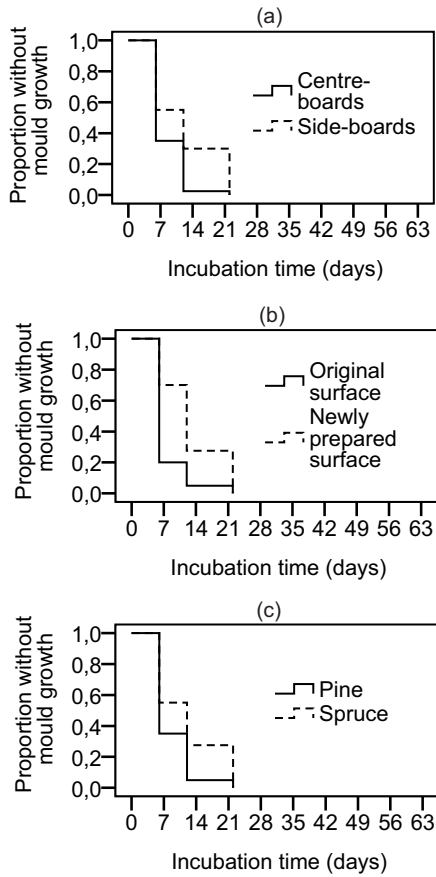 (a)
Proportion without
mould growth
1,0
0,8
0,6
0,4
0,2
0,0
Centre-
boards
Side-boards
0 7 14 21 28 35 42 49 56 63
Incubation time (days)
(b)
Proportion without
mould growth
1,0
0,8
0,6
0,4
0,2
0,0
Original
surface
Newly
prepared
surface
0 7 14 21 28 35 42 49 56 63
Incubation time (days)
(c)
Proportion without
mould growth
1,0
0,8
0,6
0,4
0,2
0,0
Pine
Spruce
0 7 14 21 28 35 42 49 56 63
Incubation time (days)